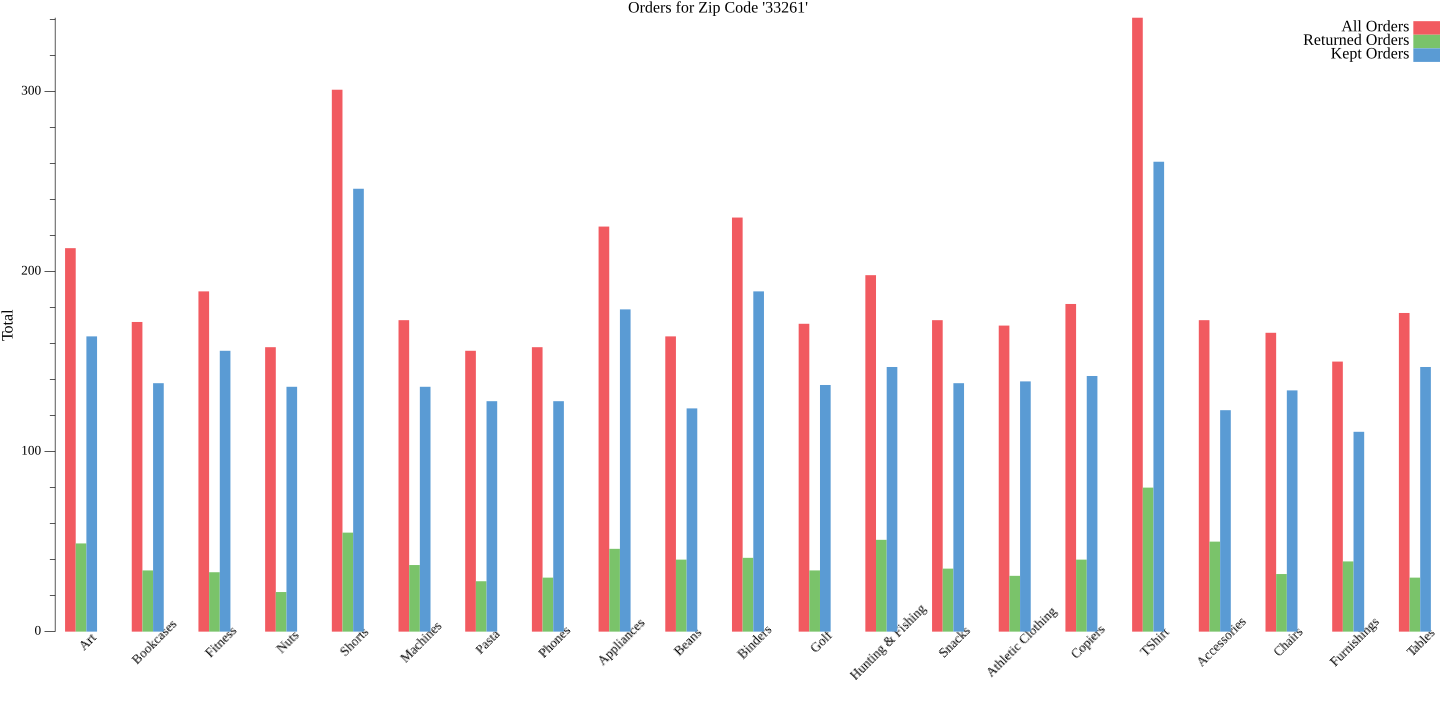 Orders for Zip Code '33261'
All Orders
Returned Orders
Kept Orders
Total
300
200
100
0
Art
Bookcases
Fitness
Nuts
Shorts
Machines
Pasta
Phones
Appliances
Beans
Binders
Golf
Hunting & Fishing
Snacks
Athletic Clothing
Copiers
TShirt
Accessories
Chairs
Furnishings
Tables